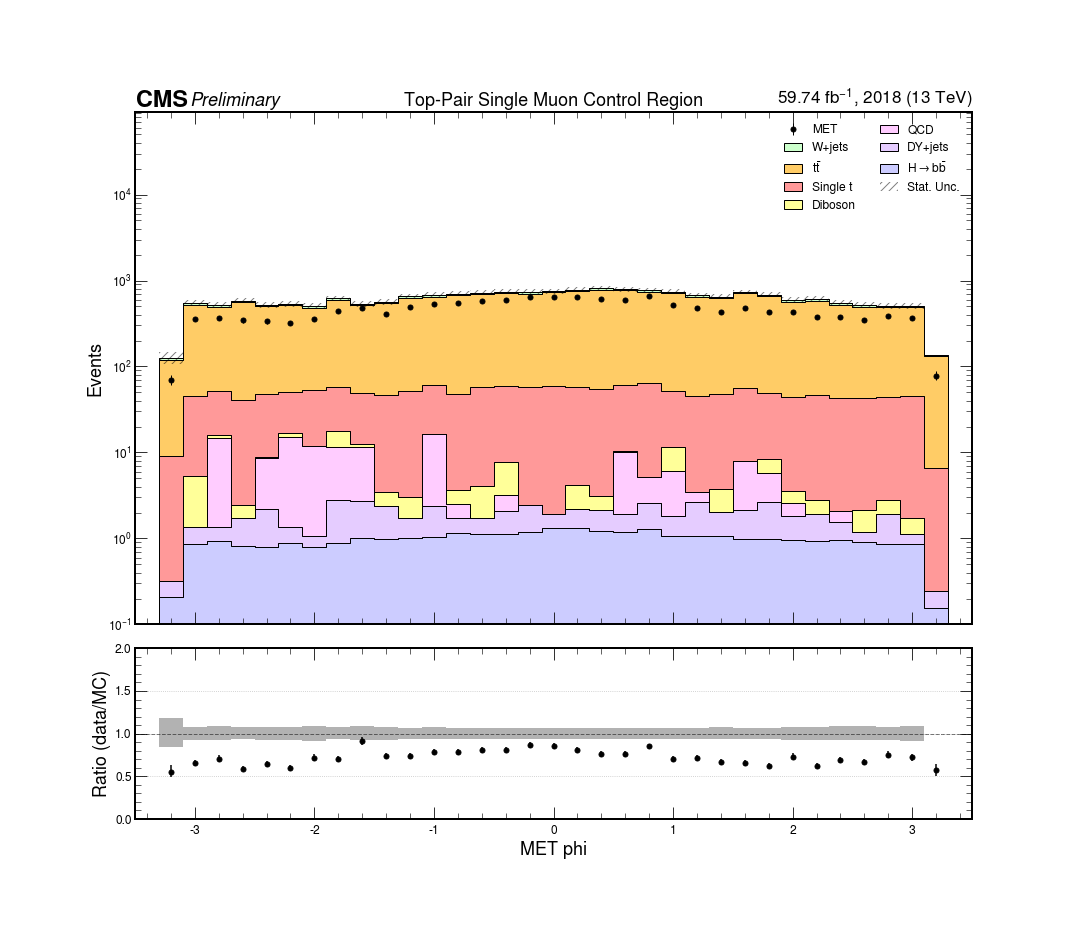 CMS Preliminary Top-Pair Single Muon Control Region 59.74 fb⁻¹, 2018 (13 TeV)
MET QCD
W+jets DY+jets
tt̄ H→bb̄
Single t Stat. Unc.
Diboson
10⁴
10³
10²
10¹
10⁰
10⁻¹
Events
2.0
1.5
1.0
0.5
0.0
Ratio (data/MC)
-3 -2 -1 0 1 2 3
MET phi